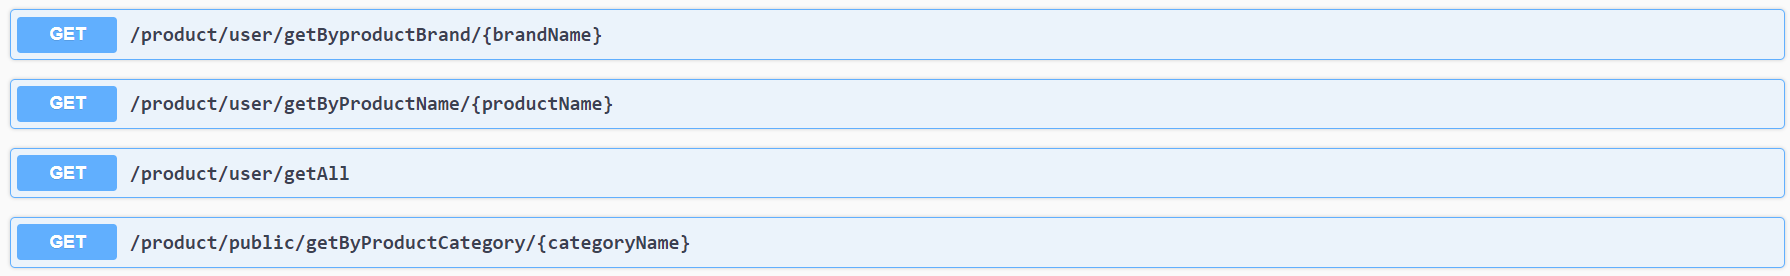 GET /product/user/getByproductBrand/{brandName}
GET /product/user/getByProductName/{productName}
GET /product/user/getAll
GET /product/public/getByProductCategory/{categoryName}